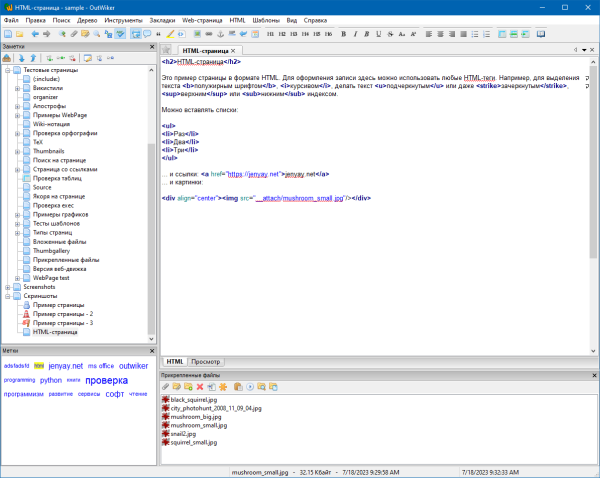 HTML-страница - sample - OutWiker
Файл Правка Поиск Дерево Инструменты Закладки Web-страница HTML Шаблоны Вид Справка
H1 H2 H3 H4 H5 H6 B I U S
Заметки
Тестовые страницы
(:include:)
Викистили
organizer
Апострофы
Примеры WebPage
Wiki-нотация
Проверка орфографии
TeX
Thumbnails
Поиск на странице
Страница со ссылками
Проверка таблиц
Source
Якоря на странице
Проверка exec
Примеры графиков
Тесты шаблонов
Типы страниц
Вложенные файлы
Thumbgallery
Прикрепленные файлы
Версия веб-движка
WebPage test
Screenshots
Скриншоты
Пример страницы
Пример страницы - 2
Пример страницы - 3
HTML-страница
Метки
adsfadsfd html jenyay.net ms office outwiker
programming python книги проверка
программизм развитие сервисы софт чтение
HTML-страница
<h2>HTML-страница</h2>
Это пример страницы в формате HTML. Для оформления записи здесь можно использовать любые HTML-теги. Например, для выделения
текста <b>полужирным шрифтом</b>, <i>курсивом</i>, делать текст <u>подчеркнутым</u> или даже <strike>зачеркнутым</strike>,
<sup>верхним</sup> или <sub>нижним</sub> индексом.
Можно вставлять списки:
<ul>
<li>Раз</li>
<li>Два</li>
<li>Три</li>
</ul>
... и ссылки: <a href="https://jenyay.net">jenyay.net</a>
... и картинки:
<div align="center"><img src="__attach/mushroom_small.jpg"/></div>
HTML Просмотр
Прикрепленные файлы
black_squirrel.jpg
city_photohunt_2008_11_09_04.jpg
mushroom_big.jpg
mushroom_small.jpg
snail2.jpg
squirrel_small.jpg
mushroom_small.jpg - 32.15 Кбайт - 7/18/2023 9:29:58 AM 7/18/2023 9:32:33 AM